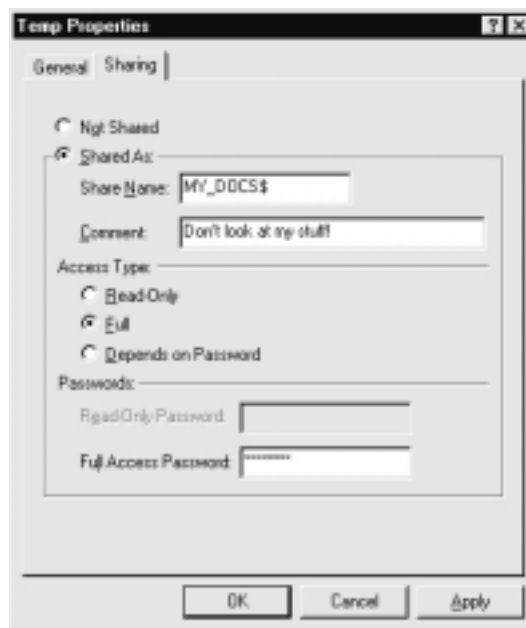 Temp Properties
General Sharing
Not Shared
Shared As:
Share Name: MY_DOCS$
Comment: Don't look at my stuff!
Access Type:
Read-Only
Full
Depends on Password
Passwords:
Read-Only Password:
Full Access Password: ********
OK Cancel Apply